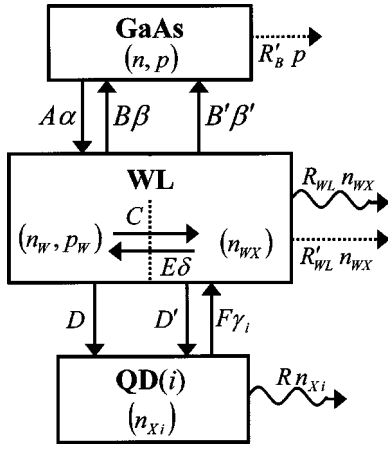 GaAs
(n, p)
R'_B p
Aα
Bβ
B'β'
WL
R_WL n_WX
C
(n_W, p_W)
(n_WX)
Eδ
R'_WL n_WX
D
D'
Fγ_i
QD(i)
(n_Xi)
R n_Xi